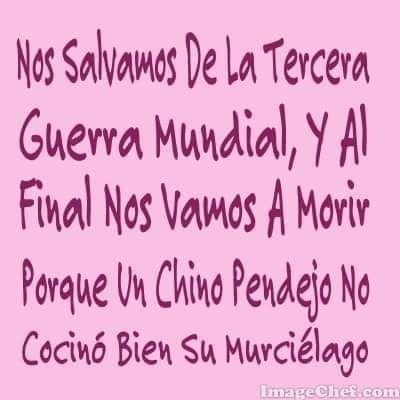 Nos Salvamos De La Tercera
Guerra Mundial, Y Al
Final Nos Vamos A Morir
Porque Un Chino Pendejo No
Cocinó Bien Su Murciélago
ImageChef.com